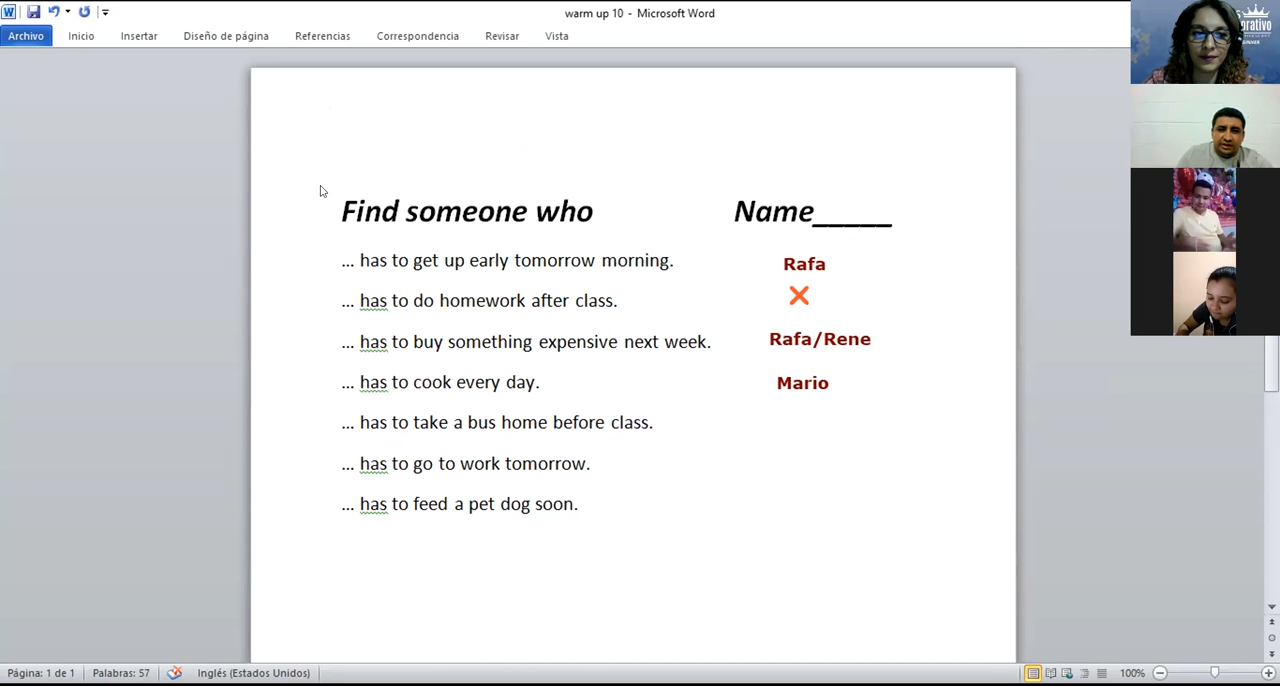 warm up 10 - Microsoft Word
Archivo Inicio Insertar Diseño de página Referencias Correspondencia Revisar Vista
Find someone who Name_____
... has to get up early tomorrow morning. Rafa
... has to do homework after class.
... has to buy something expensive next week. Rafa/Rene
... has to cook every day. Mario
... has to take a bus home before class.
... has to go to work tomorrow.
... has to feed a pet dog soon.
Página: 1 de 1 Palabras: 57 Inglés (Estados Unidos) 100%